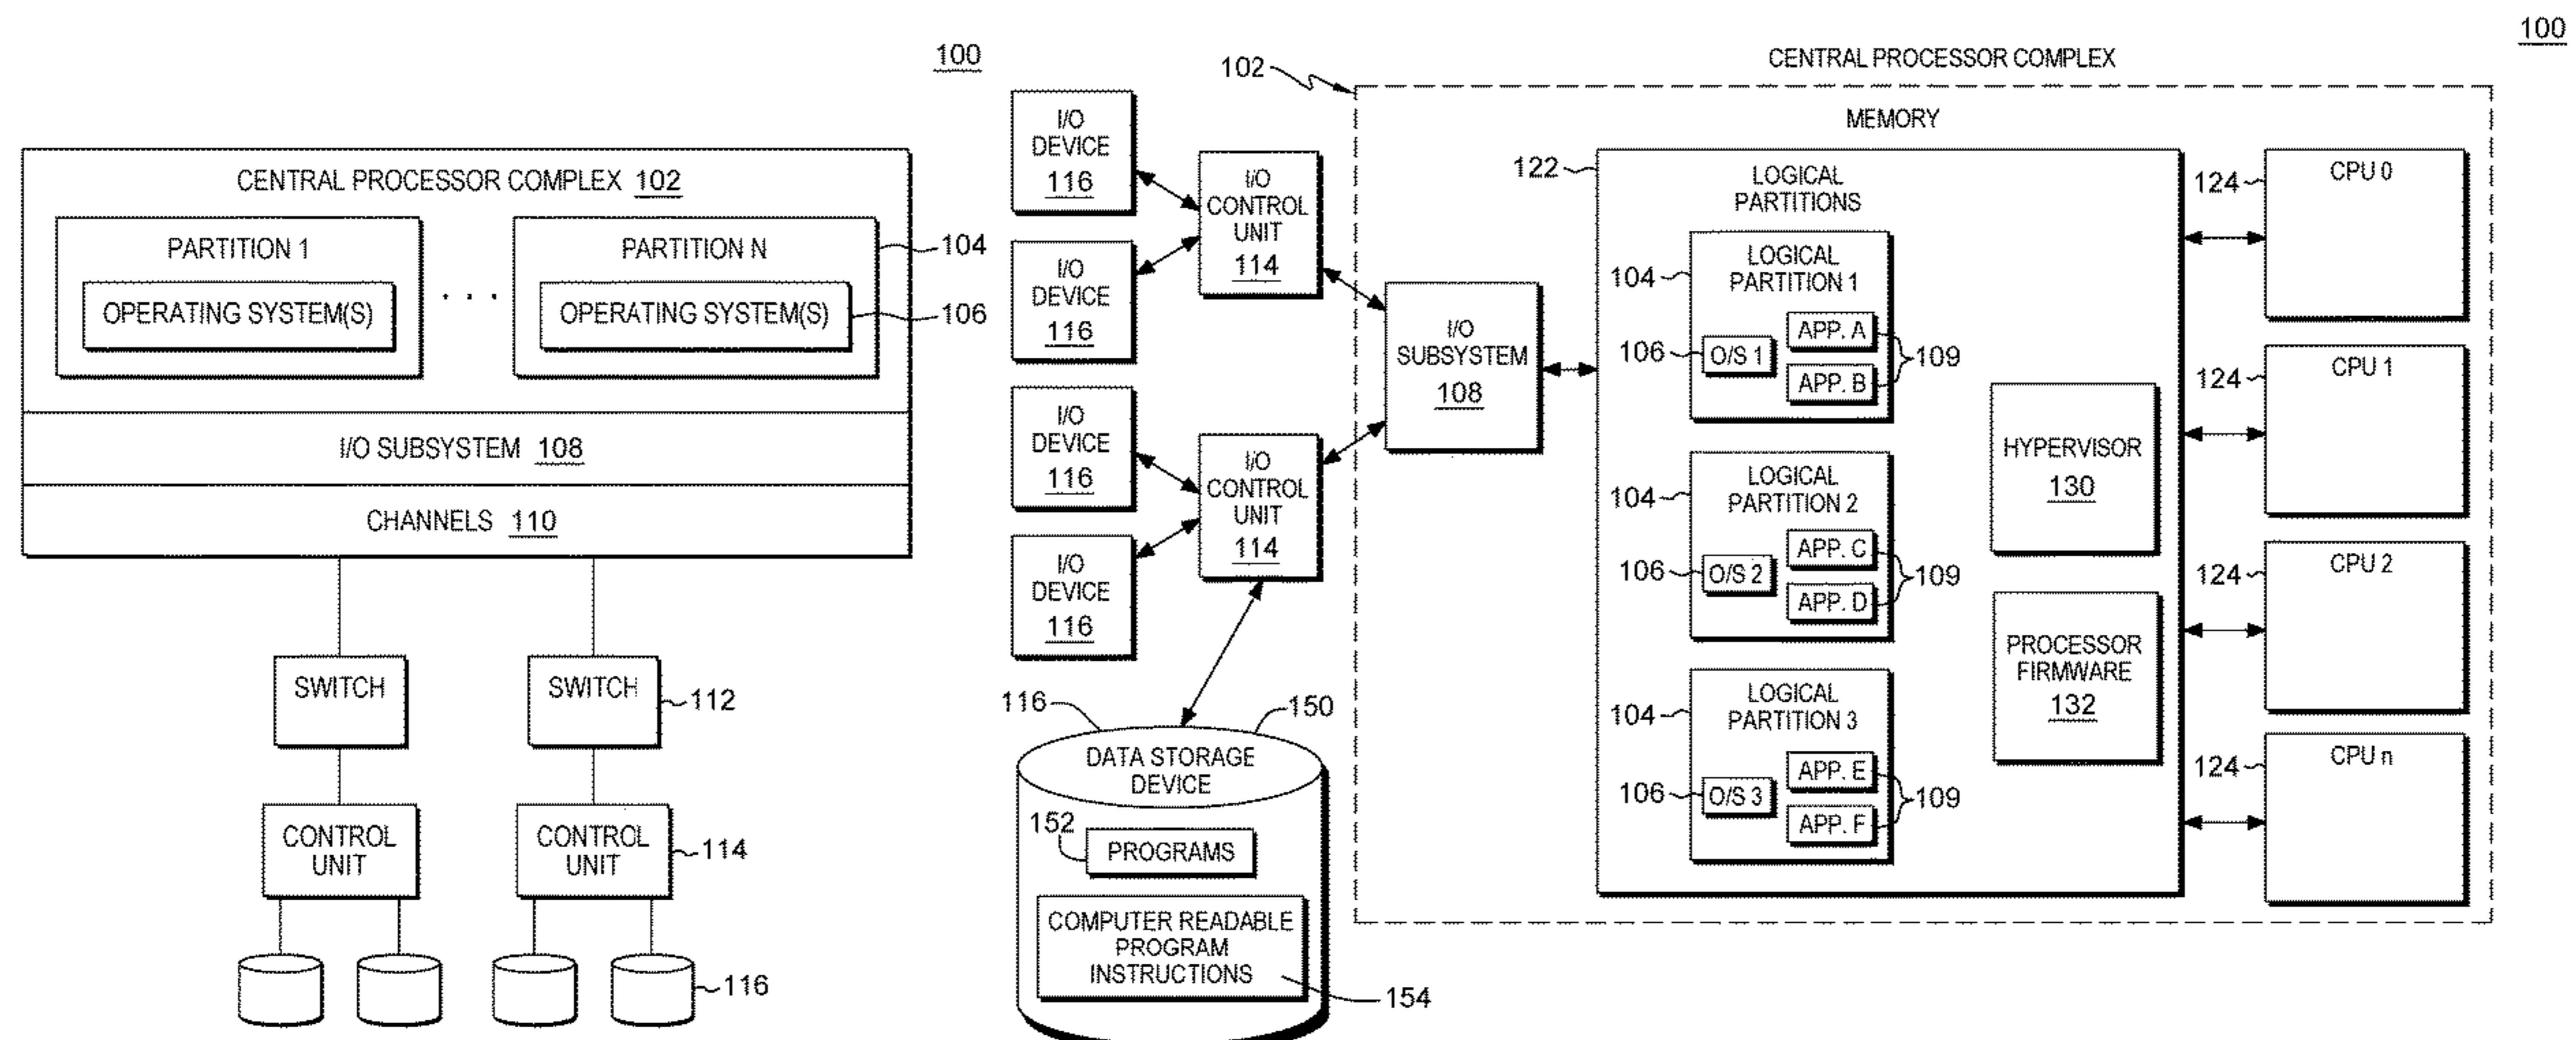 100
CENTRAL PROCESSOR COMPLEX 102
PARTITION 1
OPERATING SYSTEM(S)
. . .
PARTITION N
OPERATING SYSTEM(S)
104
106
I/O SUBSYSTEM 108
CHANNELS 110
SWITCH
SWITCH
112
CONTROL
UNIT
CONTROL
UNIT
114
116
100
CENTRAL PROCESSOR COMPLEX
102
I/O
DEVICE
116
I/O
DEVICE
116
I/O
DEVICE
116
I/O
DEVICE
116
I/O
CONTROL
UNIT
114
I/O
CONTROL
UNIT
114
116
150
DATA STORAGE
DEVICE
152
PROGRAMS
COMPUTER READABLE
PROGRAM
INSTRUCTIONS
154
I/O
SUBSYSTEM
108
MEMORY
122
LOGICAL
PARTITIONS
104
LOGICAL
PARTITION 1
106
O/S 1
APP. A
APP. B
109
104
LOGICAL
PARTITION 2
106
O/S 2
APP. C
APP. D
109
104
LOGICAL
PARTITION 3
106
O/S 3
APP. E
APP. F
109
HYPERVISOR
130
PROCESSOR
FIRMWARE
132
124
CPU 0
124
CPU 1
124
CPU 2
124
CPU n